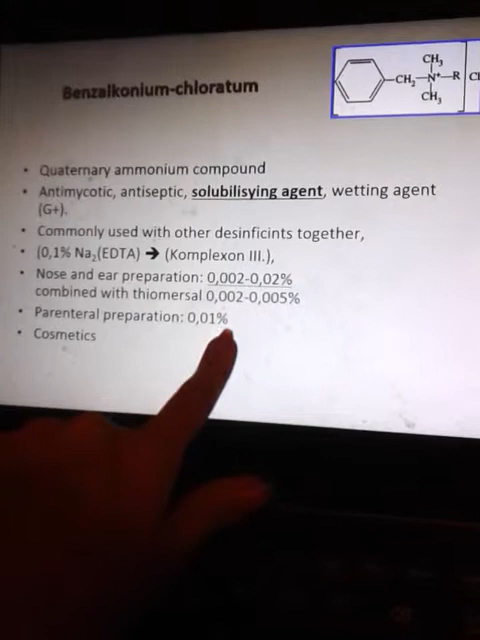 Benzalkonium-chloratum
CH₃
CH₂—N⁺—R
CH₃
• Quaternary ammonium compound
• Antimycotic, antiseptic, solubilisying agent, wetting agent
(G+).
• Commonly used with other desinficints together,
• (0,1% Na₂(EDTA) ➔ (Komplexon III.),
• Nose and ear preparation: 0,002-0,02%
combined with thiomersal 0,002-0,005%
• Parenteral preparation: 0,01%
• Cosmetics